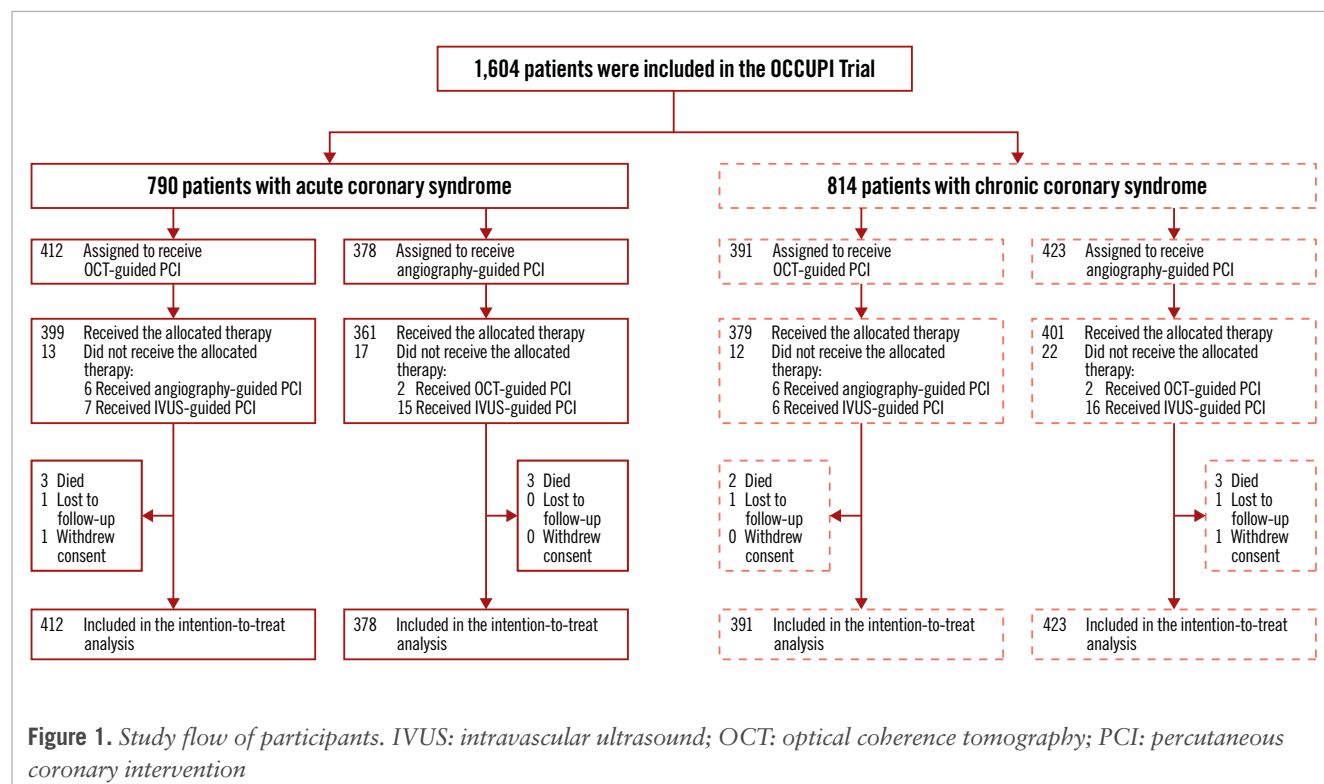 1,604 patients were included in the OCCUPI Trial
790 patients with acute coronary syndrome
814 patients with chronic coronary syndrome
412 Assigned to receive
OCT-guided PCI
378 Assigned to receive
angiography-guided PCI
391 Assigned to receive
OCT-guided PCI
423 Assigned to receive
angiography-guided PCI
399 Received the allocated therapy
13 Did not receive the allocated
therapy:
6 Received angiography-guided PCI
7 Received IVUS-guided PCI
361 Received the allocated therapy
17 Did not receive the allocated
therapy:
2 Received OCT-guided PCI
15 Received IVUS-guided PCI
379 Received the allocated therapy
12 Did not receive the allocated
therapy:
6 Received angiography-guided PCI
6 Received IVUS-guided PCI
401 Received the allocated therapy
22 Did not receive the allocated
therapy:
2 Received OCT-guided PCI
16 Received IVUS-guided PCI
3 Died
1 Lost to
follow-up
1 Withdrew
consent
3 Died
0 Lost to
follow-up
0 Withdrew
consent
2 Died
1 Lost to
follow-up
0 Withdrew
consent
3 Died
1 Lost to
follow-up
1 Withdrew
consent
412 Included in the intention-to-treat
analysis
378 Included in the intention-to-treat
analysis
391 Included in the intention-to-treat
analysis
423 Included in the intention-to-treat
analysis
Figure 1. Study flow of participants. IVUS: intravascular ultrasound; OCT: optical coherence tomography; PCI: percutaneous
coronary intervention